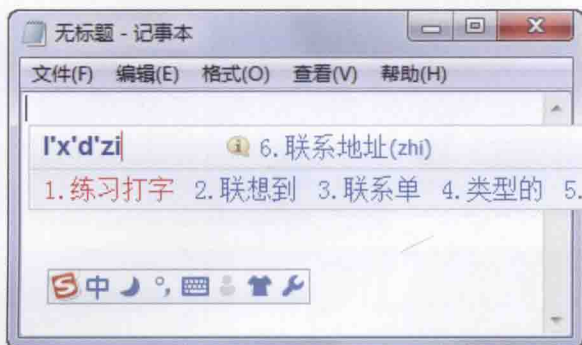 无标题 - 记事本
文件(F) 编辑(E) 格式(O) 查看(V) 帮助(H)
l'x'd'zi 6.联系地址(zhi)
1.练习打字 2.联想到 3.联系单 4.类型的 5.
中 °,